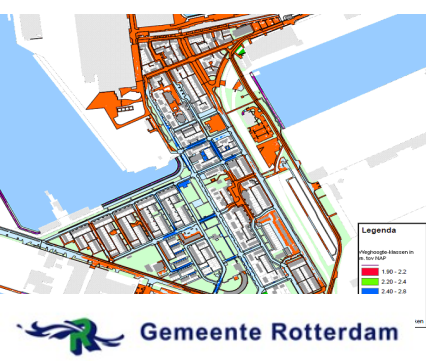 Legenda
Weghoogte-klassen in
m. tov NAP
1.90 - 2.2
2.20 - 2.4
2.40 - 2.8
ken
Gemeente Rotterdam